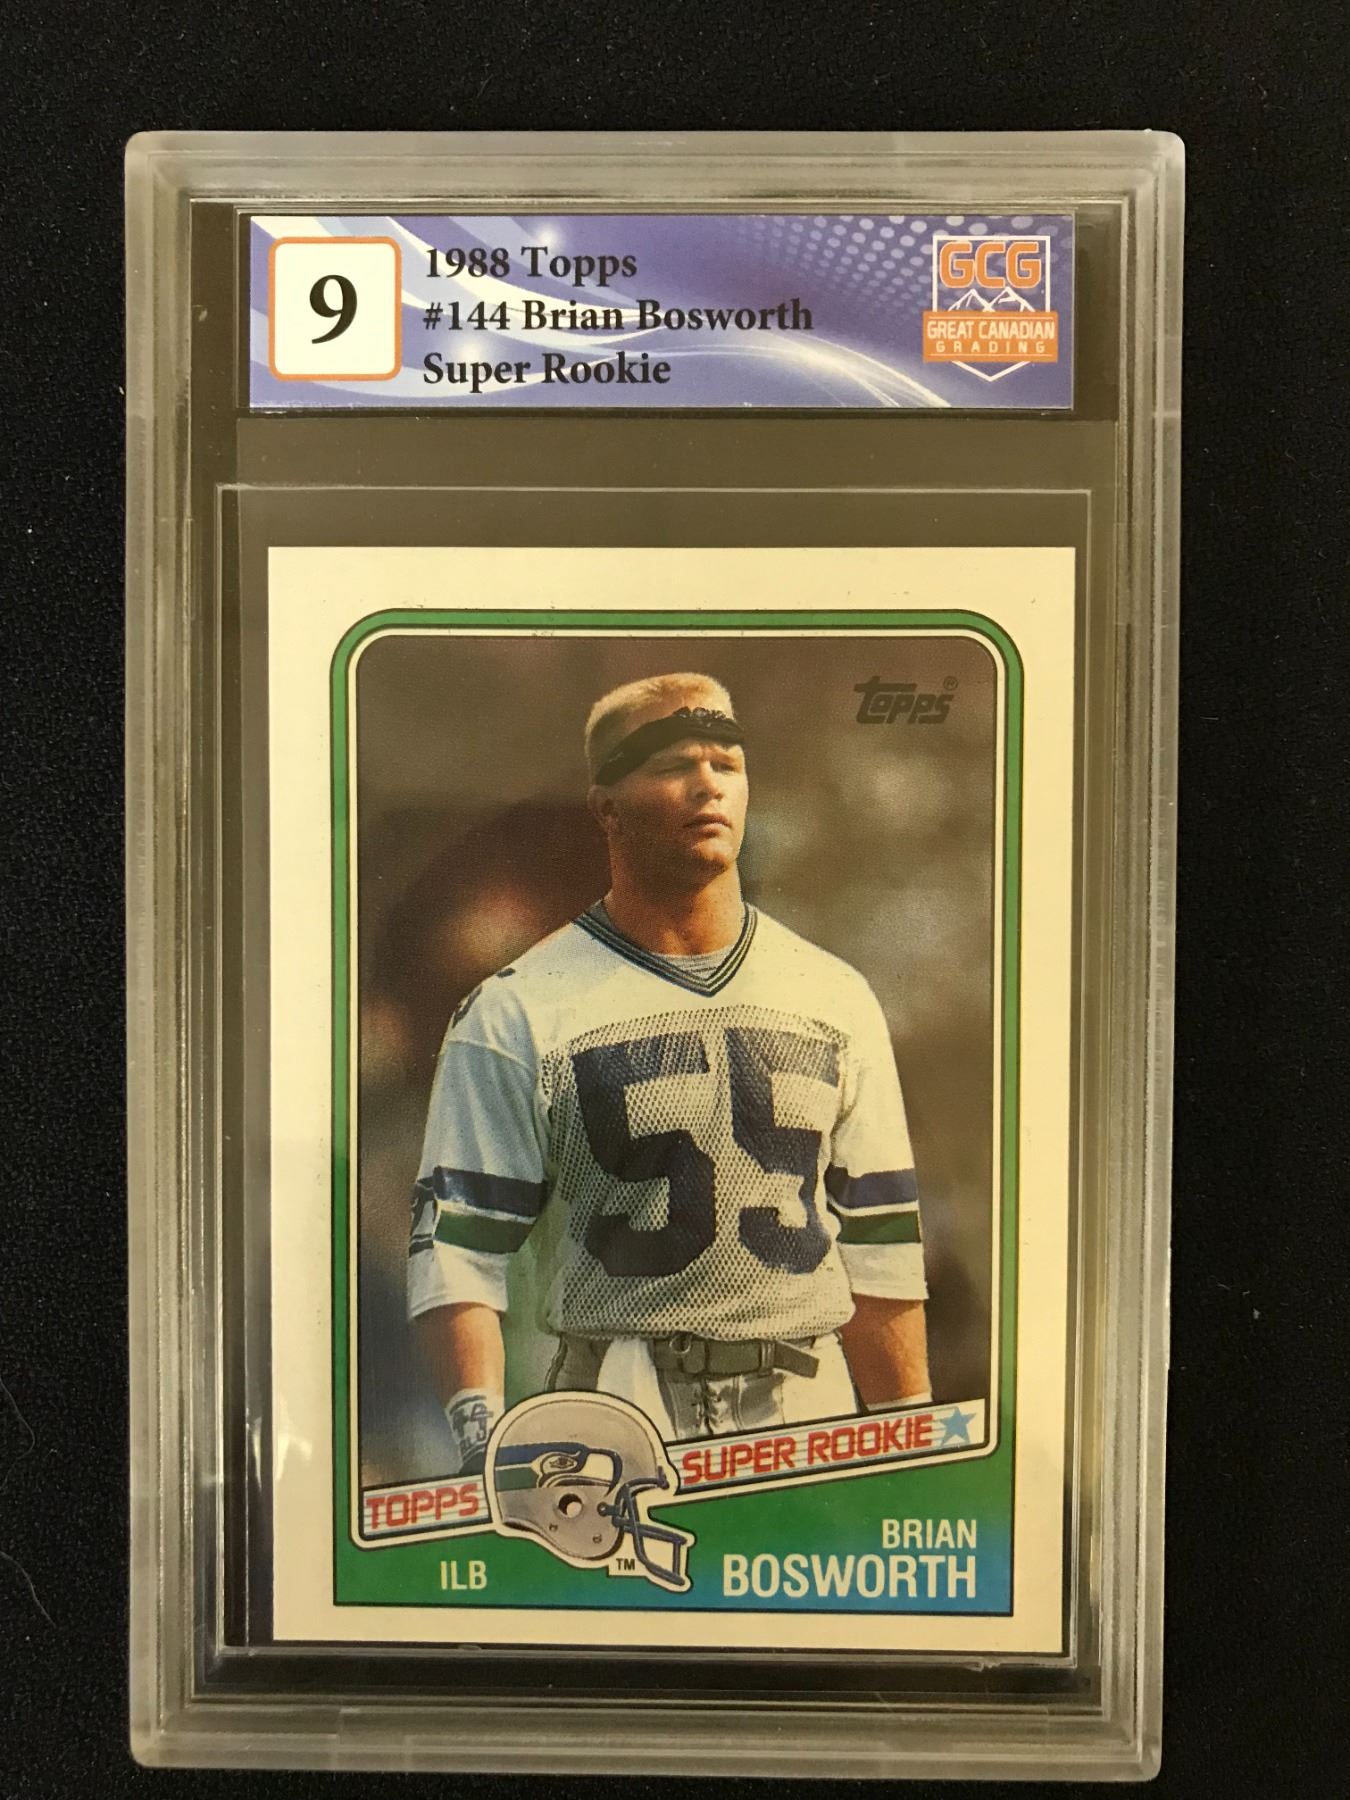 9
1988 Topps
#144 Brian Bosworth
Super Rookie
GCG
GREAT CANADIAN
GRADING
TOPPS®
55
SUPER ROOKIE
TOPPS
TM
ILB
BRIAN
BOSWORTH